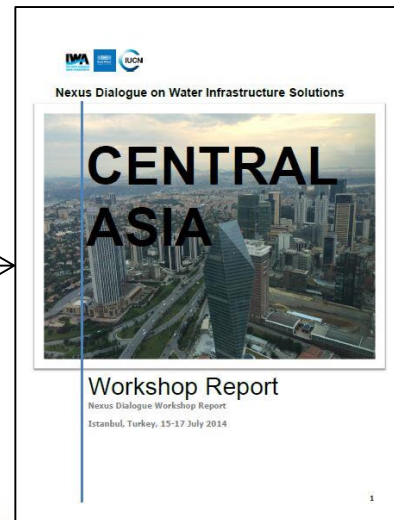 IWA
IUCN
Nexus Dialogue on Water Infrastructure Solutions
CENTRAL
ASIA
Workshop Report
Nexus Dialogue Workshop Report
Istanbul, Turkey, 15-17 July 2014
1